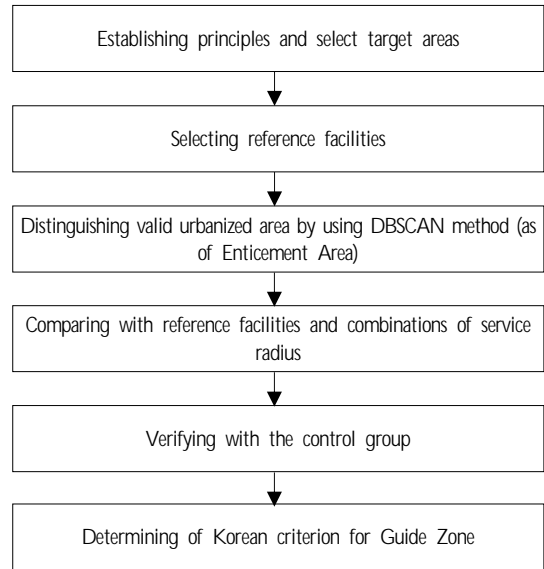 Establishing principles and select target areas
Selecting reference facilities
Distinguishing valid urbanized area by using DBSCAN method (as
of Enticement Area)
Comparing with reference facilities and combinations of service
radius
Verifying with the control group
Determining of Korean criterion for Guide Zone